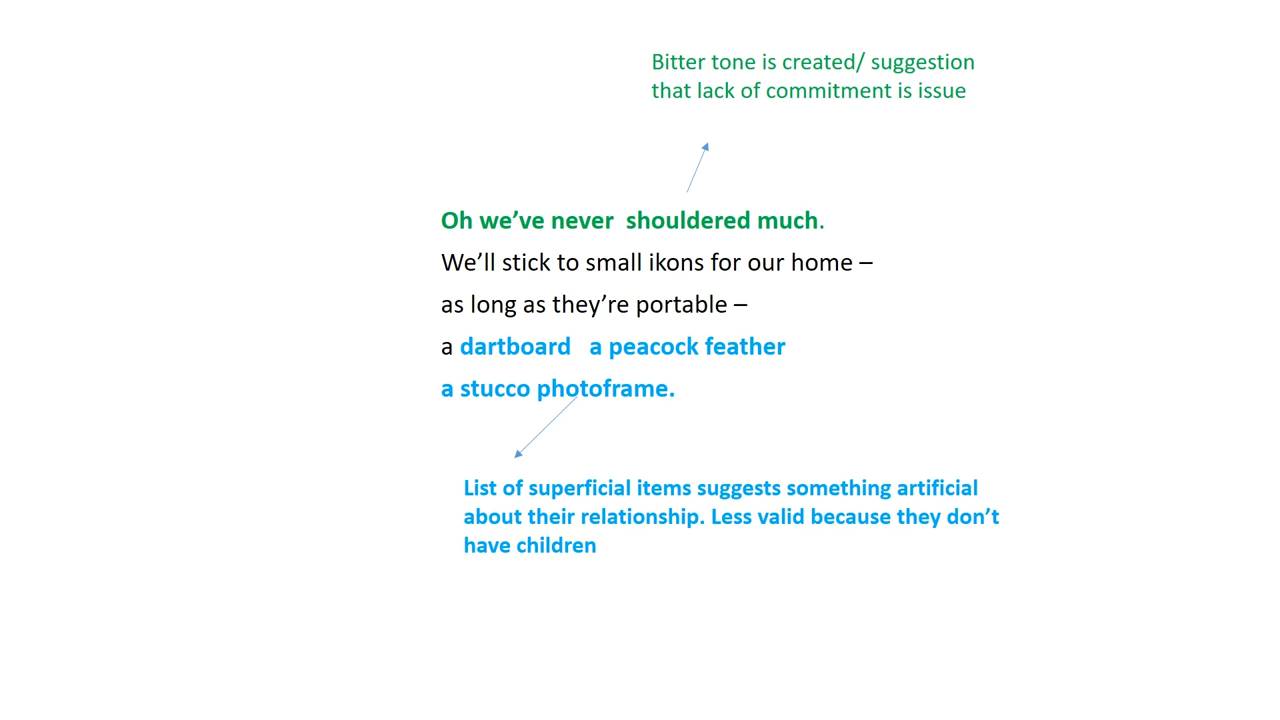 Bitter tone is created/ suggestion
that lack of commitment is issue
Oh we’ve never  shouldered much.
We’ll stick to small ikons for our home –
as long as they’re portable –
a dartboard   a peacock feather
a stucco photoframe.
List of superficial items suggests something artificial
about their relationship. Less valid because they don’t
have children